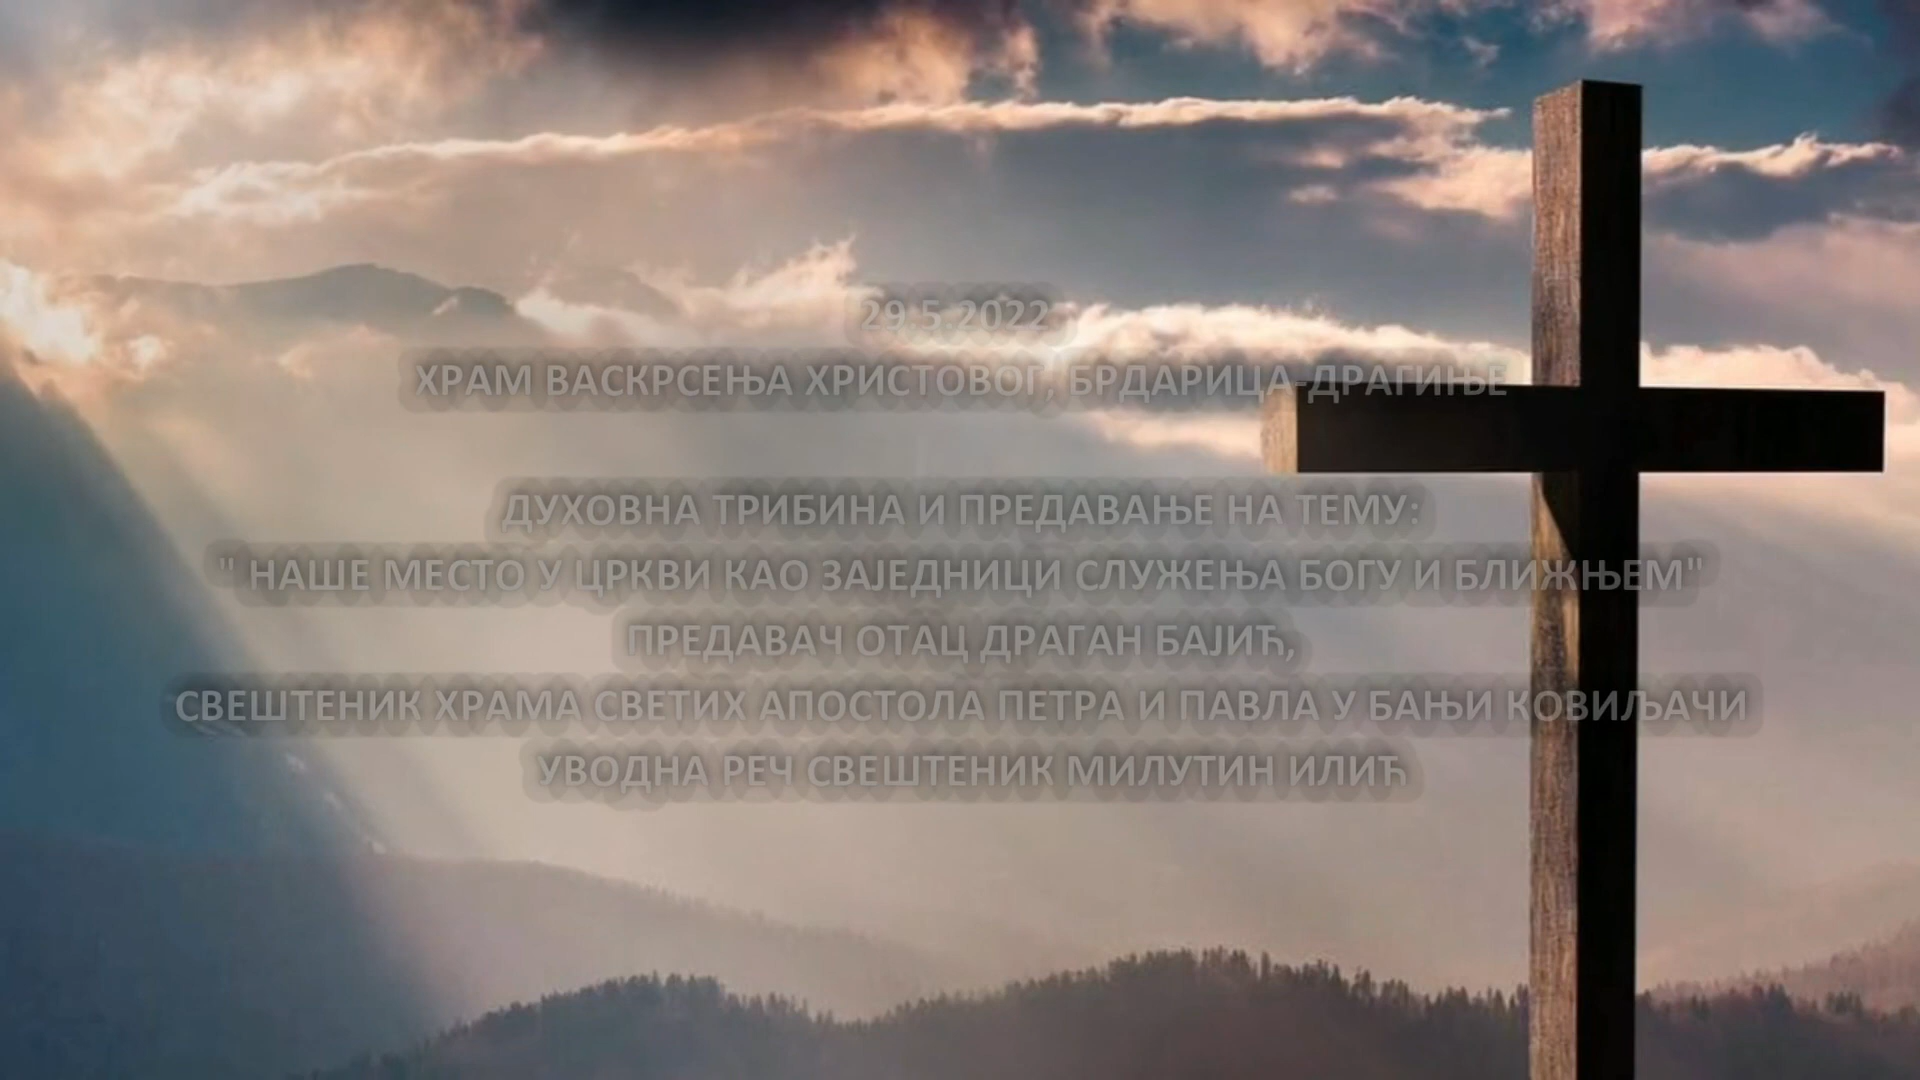 29.5.2022
ХРАМ ВАСКРСЕЊА ХРИСТОВОГ, БРДАРИЦА-ДРАГИЊЕ
ДУХОВНА ТРИБИНА И ПРЕДАВАЊЕ НА ТЕМУ:
" НАШЕ МЕСТО У ЦРКВИ КАО ЗАЈЕДНИЦИ СЛУЖЕЊА БОГУ И БЛИЖЊЕМ"
ПРЕДАВАЧ ОТАЦ ДРАГАН БАЈИЋ,
СВЕШТЕНИК ХРАМА СВЕТИХ АПОСТОЛА ПЕТРА И ПАВЛА У БАЊИ КОВИЉАЧИ
УВОДНА РЕЧ СВЕШТЕНИК МИЛУТИН ИЛИЋ